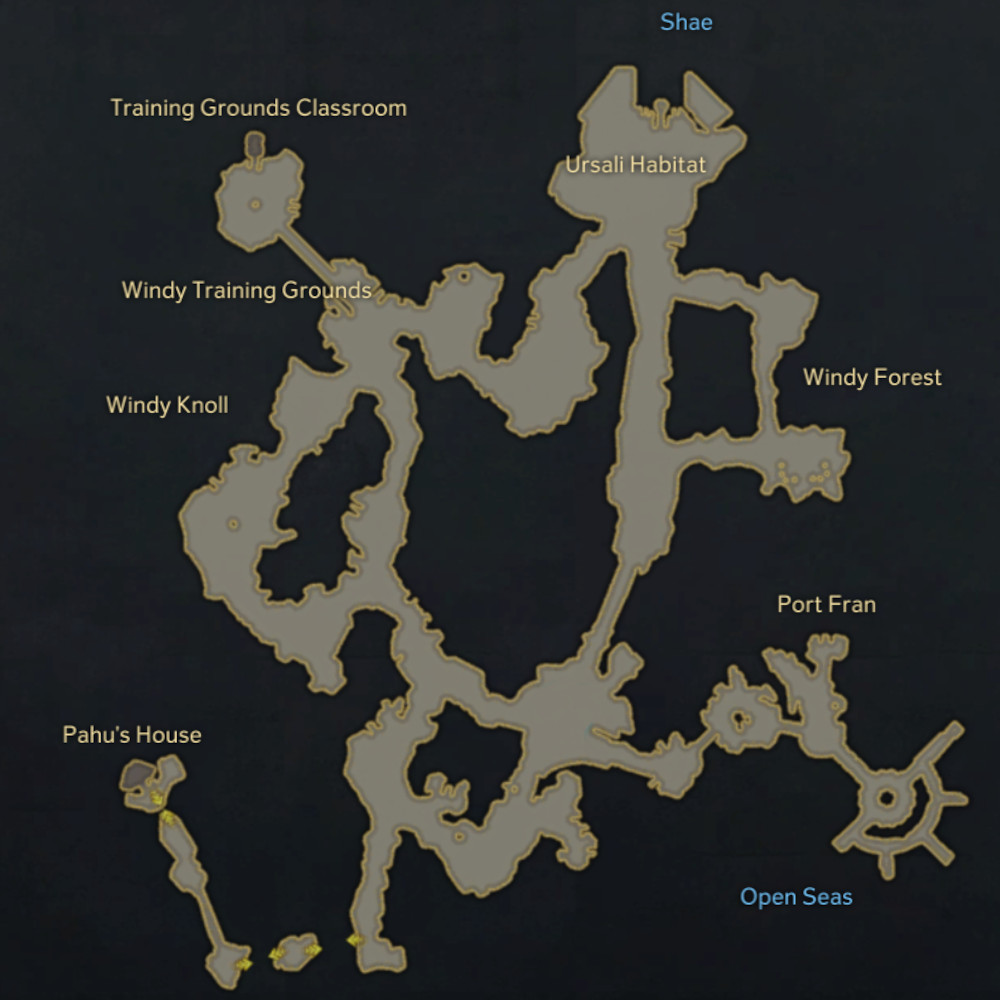 Shae
Training Grounds Classroom
Ursali Habitat
Windy Training Grounds
Windy Forest
Windy Knoll
Port Fran
Pahu's House
Open Seas